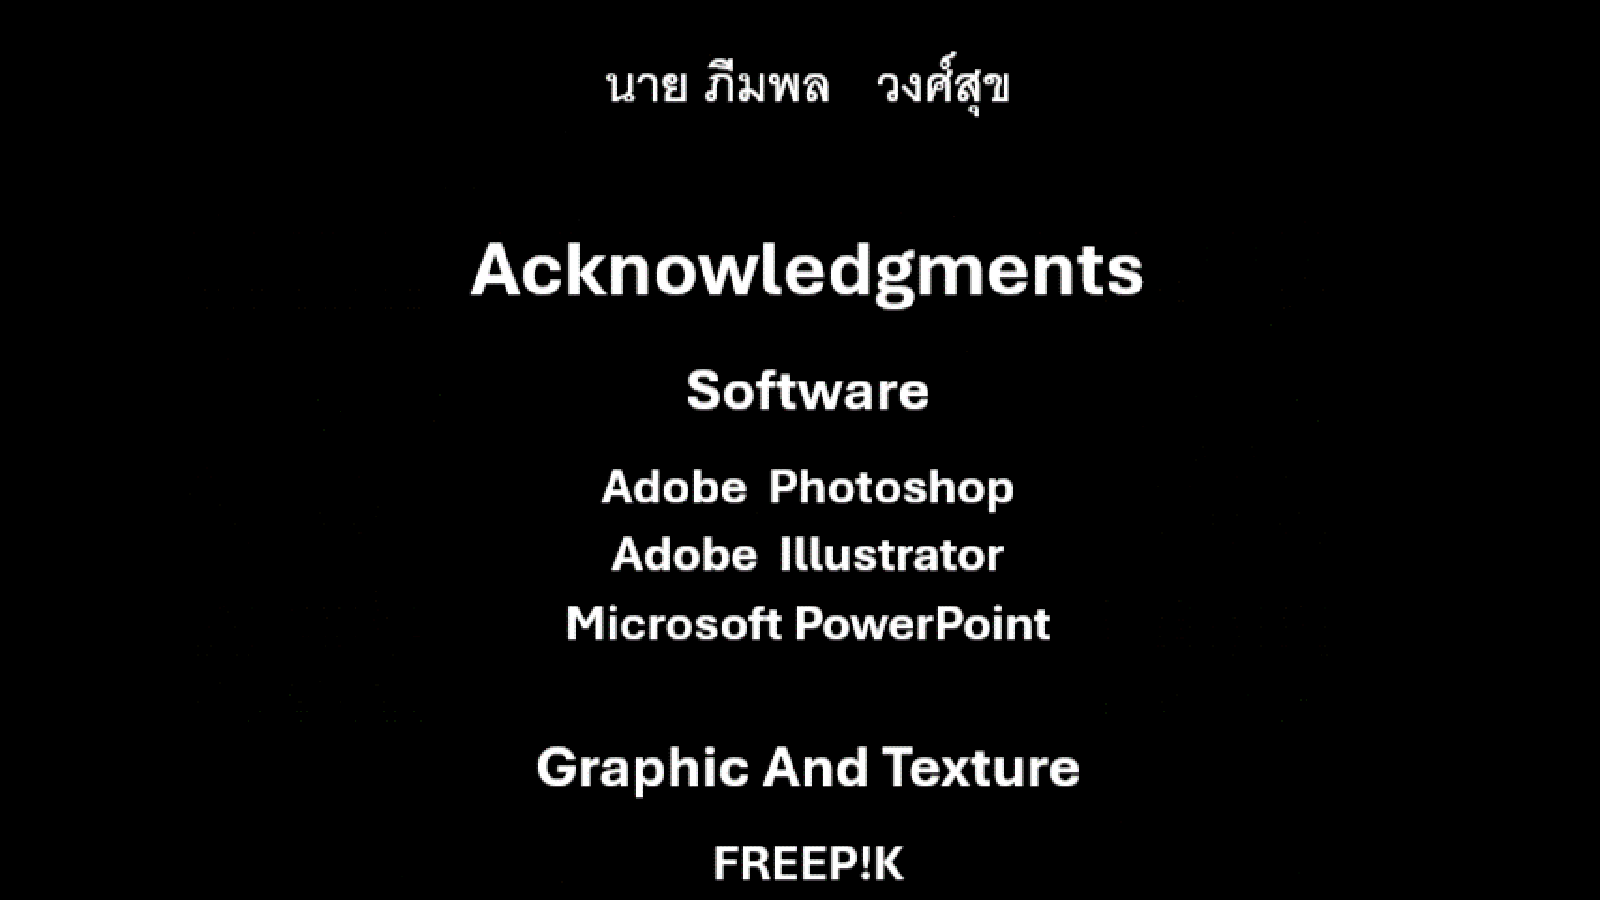 นาย ภีมพล วงศ์สุข
Acknowledgments
Software
Adobe Photoshop
Adobe Illustrator
Microsoft PowerPoint
Graphic And Texture
FREEP!K